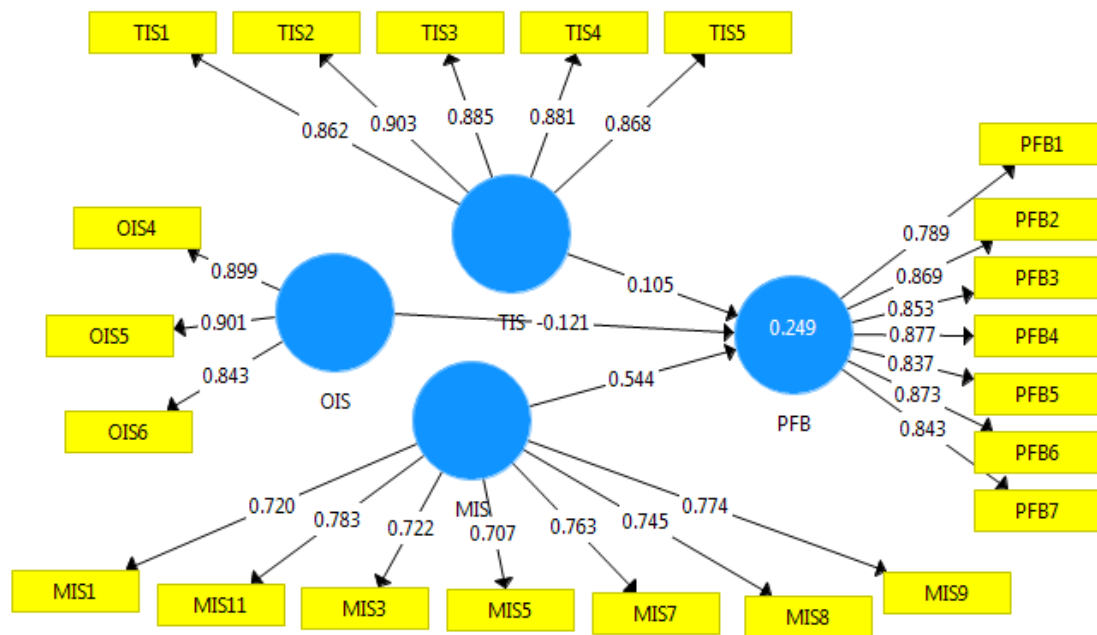 TIS1 TIS2 TIS3 TIS4 TIS5
0.862 0.903 0.885 0.881 0.868
PFB1
PFB2
PFB3
PFB4
PFB5
PFB6
PFB7
0.789
0.869
0.853
0.877
0.837
0.873
0.843
OIS4
OIS5
OIS6
0.899
0.901
0.843
OIS
TIS
-0.121
0.105
0.544
0.249
PFB
MIS
0.720 0.783 0.722 0.707 0.763 0.745 0.774
MIS1 MIS11 MIS3 MIS5 MIS7 MIS8 MIS9